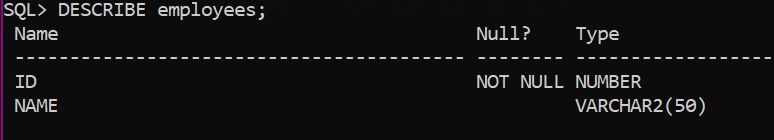 SQL> DESCRIBE employees;
Name Null? Type
----------------------------------------- -------- ------------------
ID NOT NULL NUMBER
NAME VARCHAR2(50)